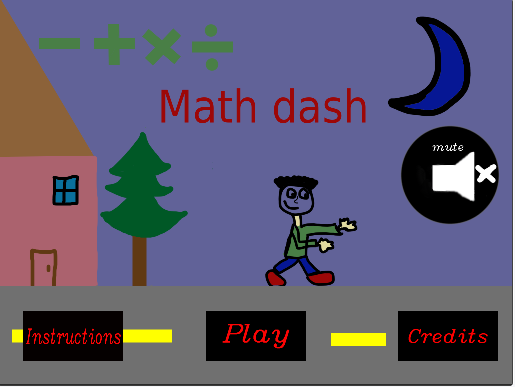 − + × ÷
Math dash
mute
Instructions
Play
Credits